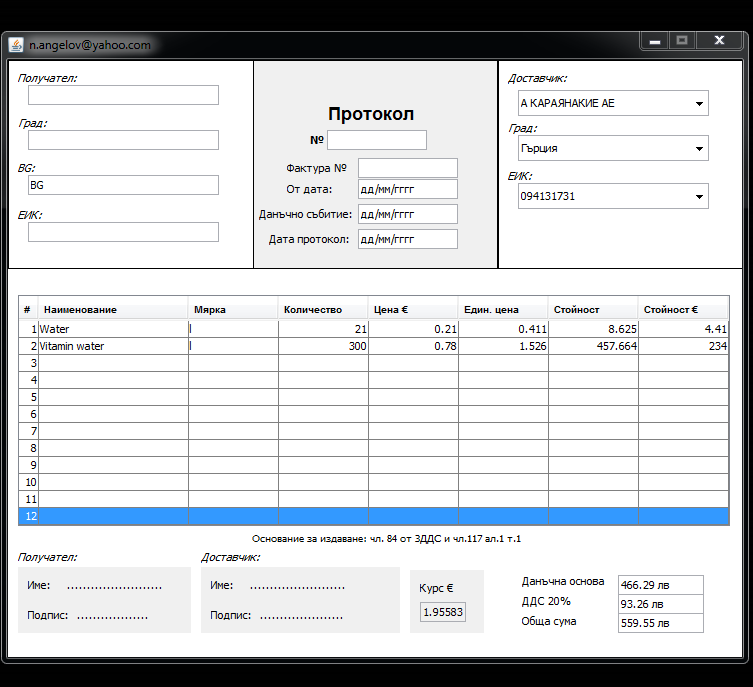 n.angelov@yahoo.com
Получател:
Град:
BG:
BG
ЕИК:
Протокол
№
Фактура №
От дата: дд/мм/гггг
Данъчно събитие: дд/мм/гггг
Дата протокол: дд/мм/гггг
Доставчик:
А КАРАЯНАКИЕ АЕ
Град:
Гърция
ЕИК:
094131731
# Наименование Мярка Количество Цена € Един. цена Стойност Стойност €
1 Water l 21 0.21 0.411 8.625 4.41
2 Vitamin water l 300 0.78 1.526 457.664 234
3
4
5
6
7
8
9
10
11
12
Основание за издаване: чл. 84 от ЗДДС и чл.117 ал.1 т.1
Получател:
Име: ........................
Подпис: ..................
Доставчик:
Име: ........................
Подпис: .....................
Курс €
1.95583
Данъчна основа 466.29 лв
ДДС 20% 93.26 лв
Обща сума 559.55 лв